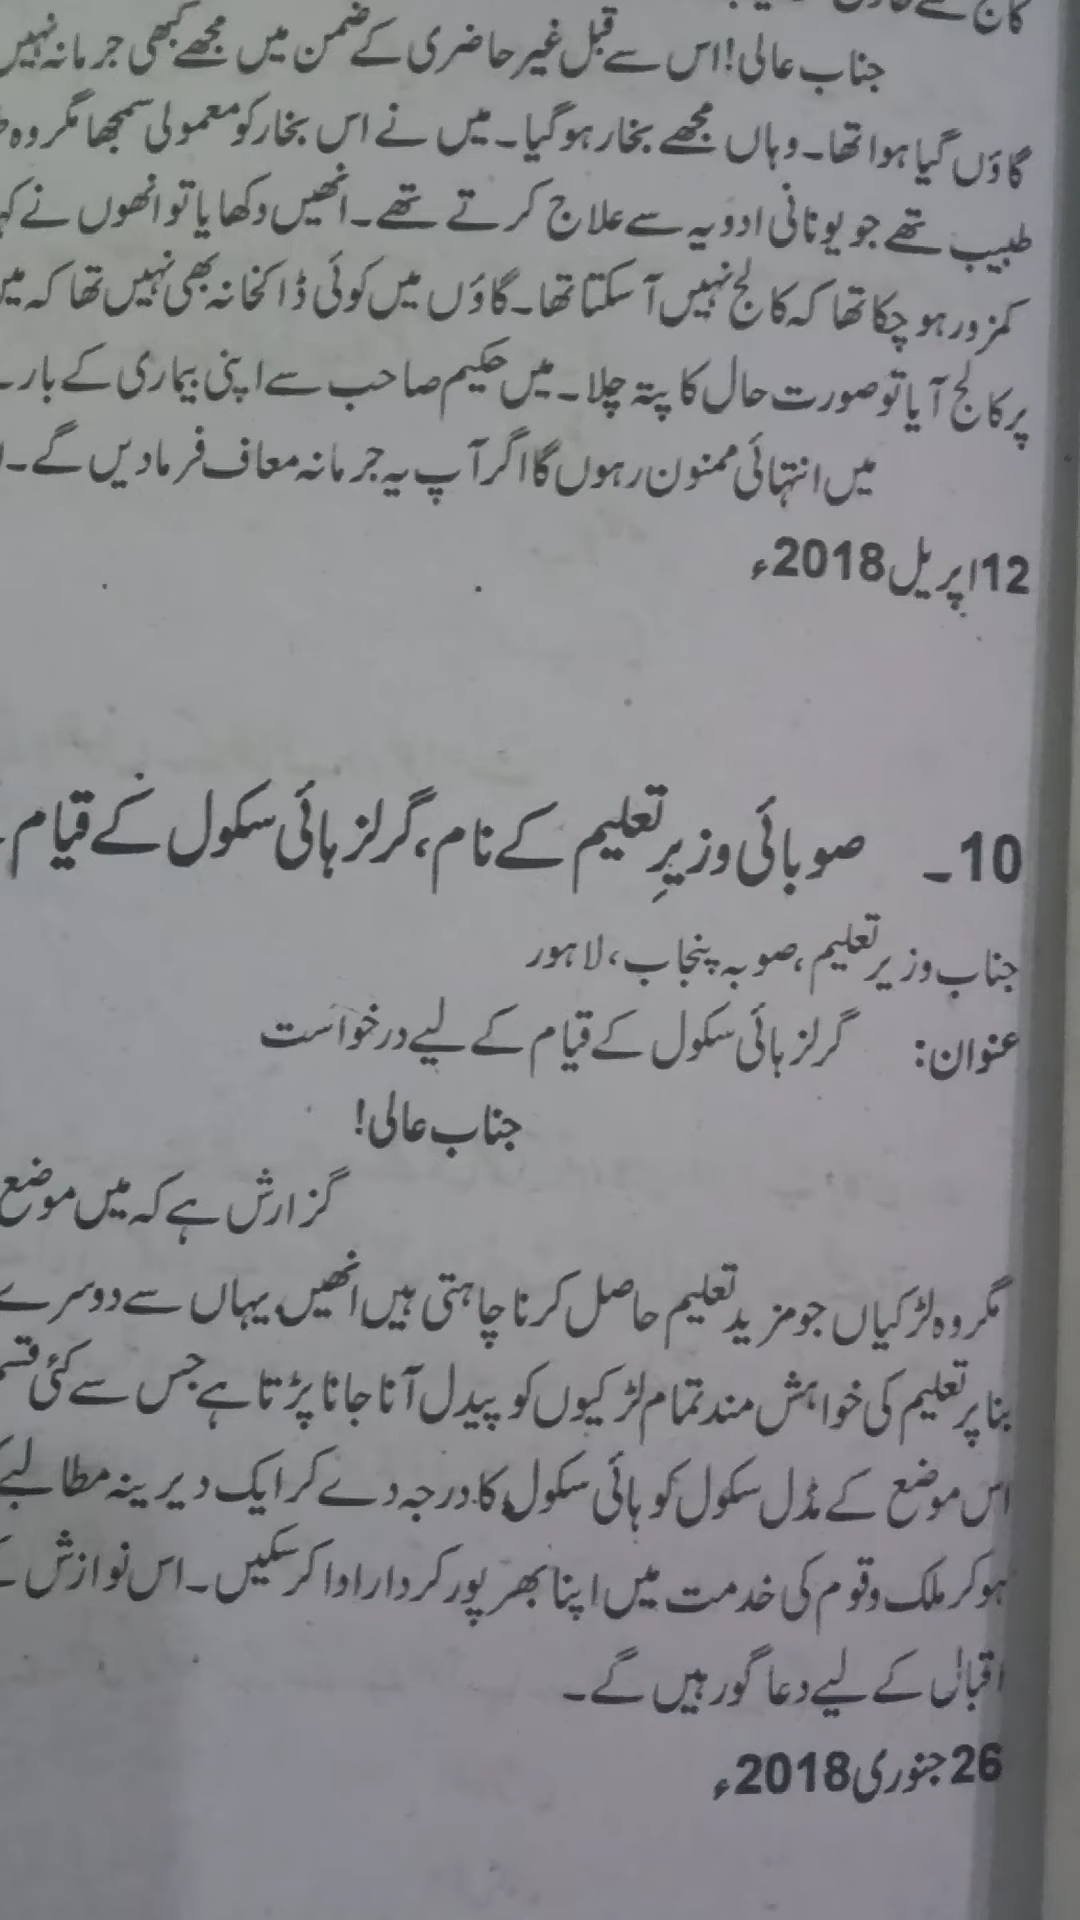 جناب عالی! اس سے قبل غیر حاضری کے ضمن میں مجھے کبھی جرمانہ نہیں
گاؤں گیا ہوا تھا۔ وہاں مجھے بخار ہو گیا۔ میں نے اس بخار کو معمولی سمجھا مگر وہ
طبیب تھے جو یونانی ادویہ سے علاج کرتے تھے۔ انھیں دکھایا تو انھوں نے
کمزور ہو چکا تھا کہ کالج نہیں آ سکتا تھا۔ گاؤں میں کوئی ڈاکخانہ بھی نہیں تھا کہ
پر کالج آیا تو صورت حال کا پتہ چلا۔ میں حکیم صاحب سے اپنی بیماری کے
میں انتہائی ممنون رہوں گا اگر آپ یہ جرمانہ معاف فرما دیں گے۔
12 اپریل 2018ء
10۔ صوبائی وزیرِ تعلیم کے نام، گرلز ہائی سکول کے قیام
جناب وزیر تعلیم، صوبہ پنجاب، لاہور
عنوان: گرلز ہائی سکول کے قیام کے لیے درخواست
جناب عالی!
گزارش ہے کہ میں موضع
مگر وہ لڑکیاں جو مزید تعلیم حاصل کرنا چاہتی ہیں انھیں یہاں سے دوسرے
بنا پر تعلیم کی خواہش مند تمام لڑکیوں کو پیدل آنا جانا پڑتا ہے جس سے کئی
اس موضع کے مڈل سکول کو ہائی سکول کا درجہ دے کر ایک دیرینہ مطالبے
ہو کر ملک و قوم کی خدمت میں اپنا بھر پور کردار ادا کر سکیں۔ اس نوازش
اقبال کے لیے دعا گو رہیں گے۔
26 جنوری 2018ء